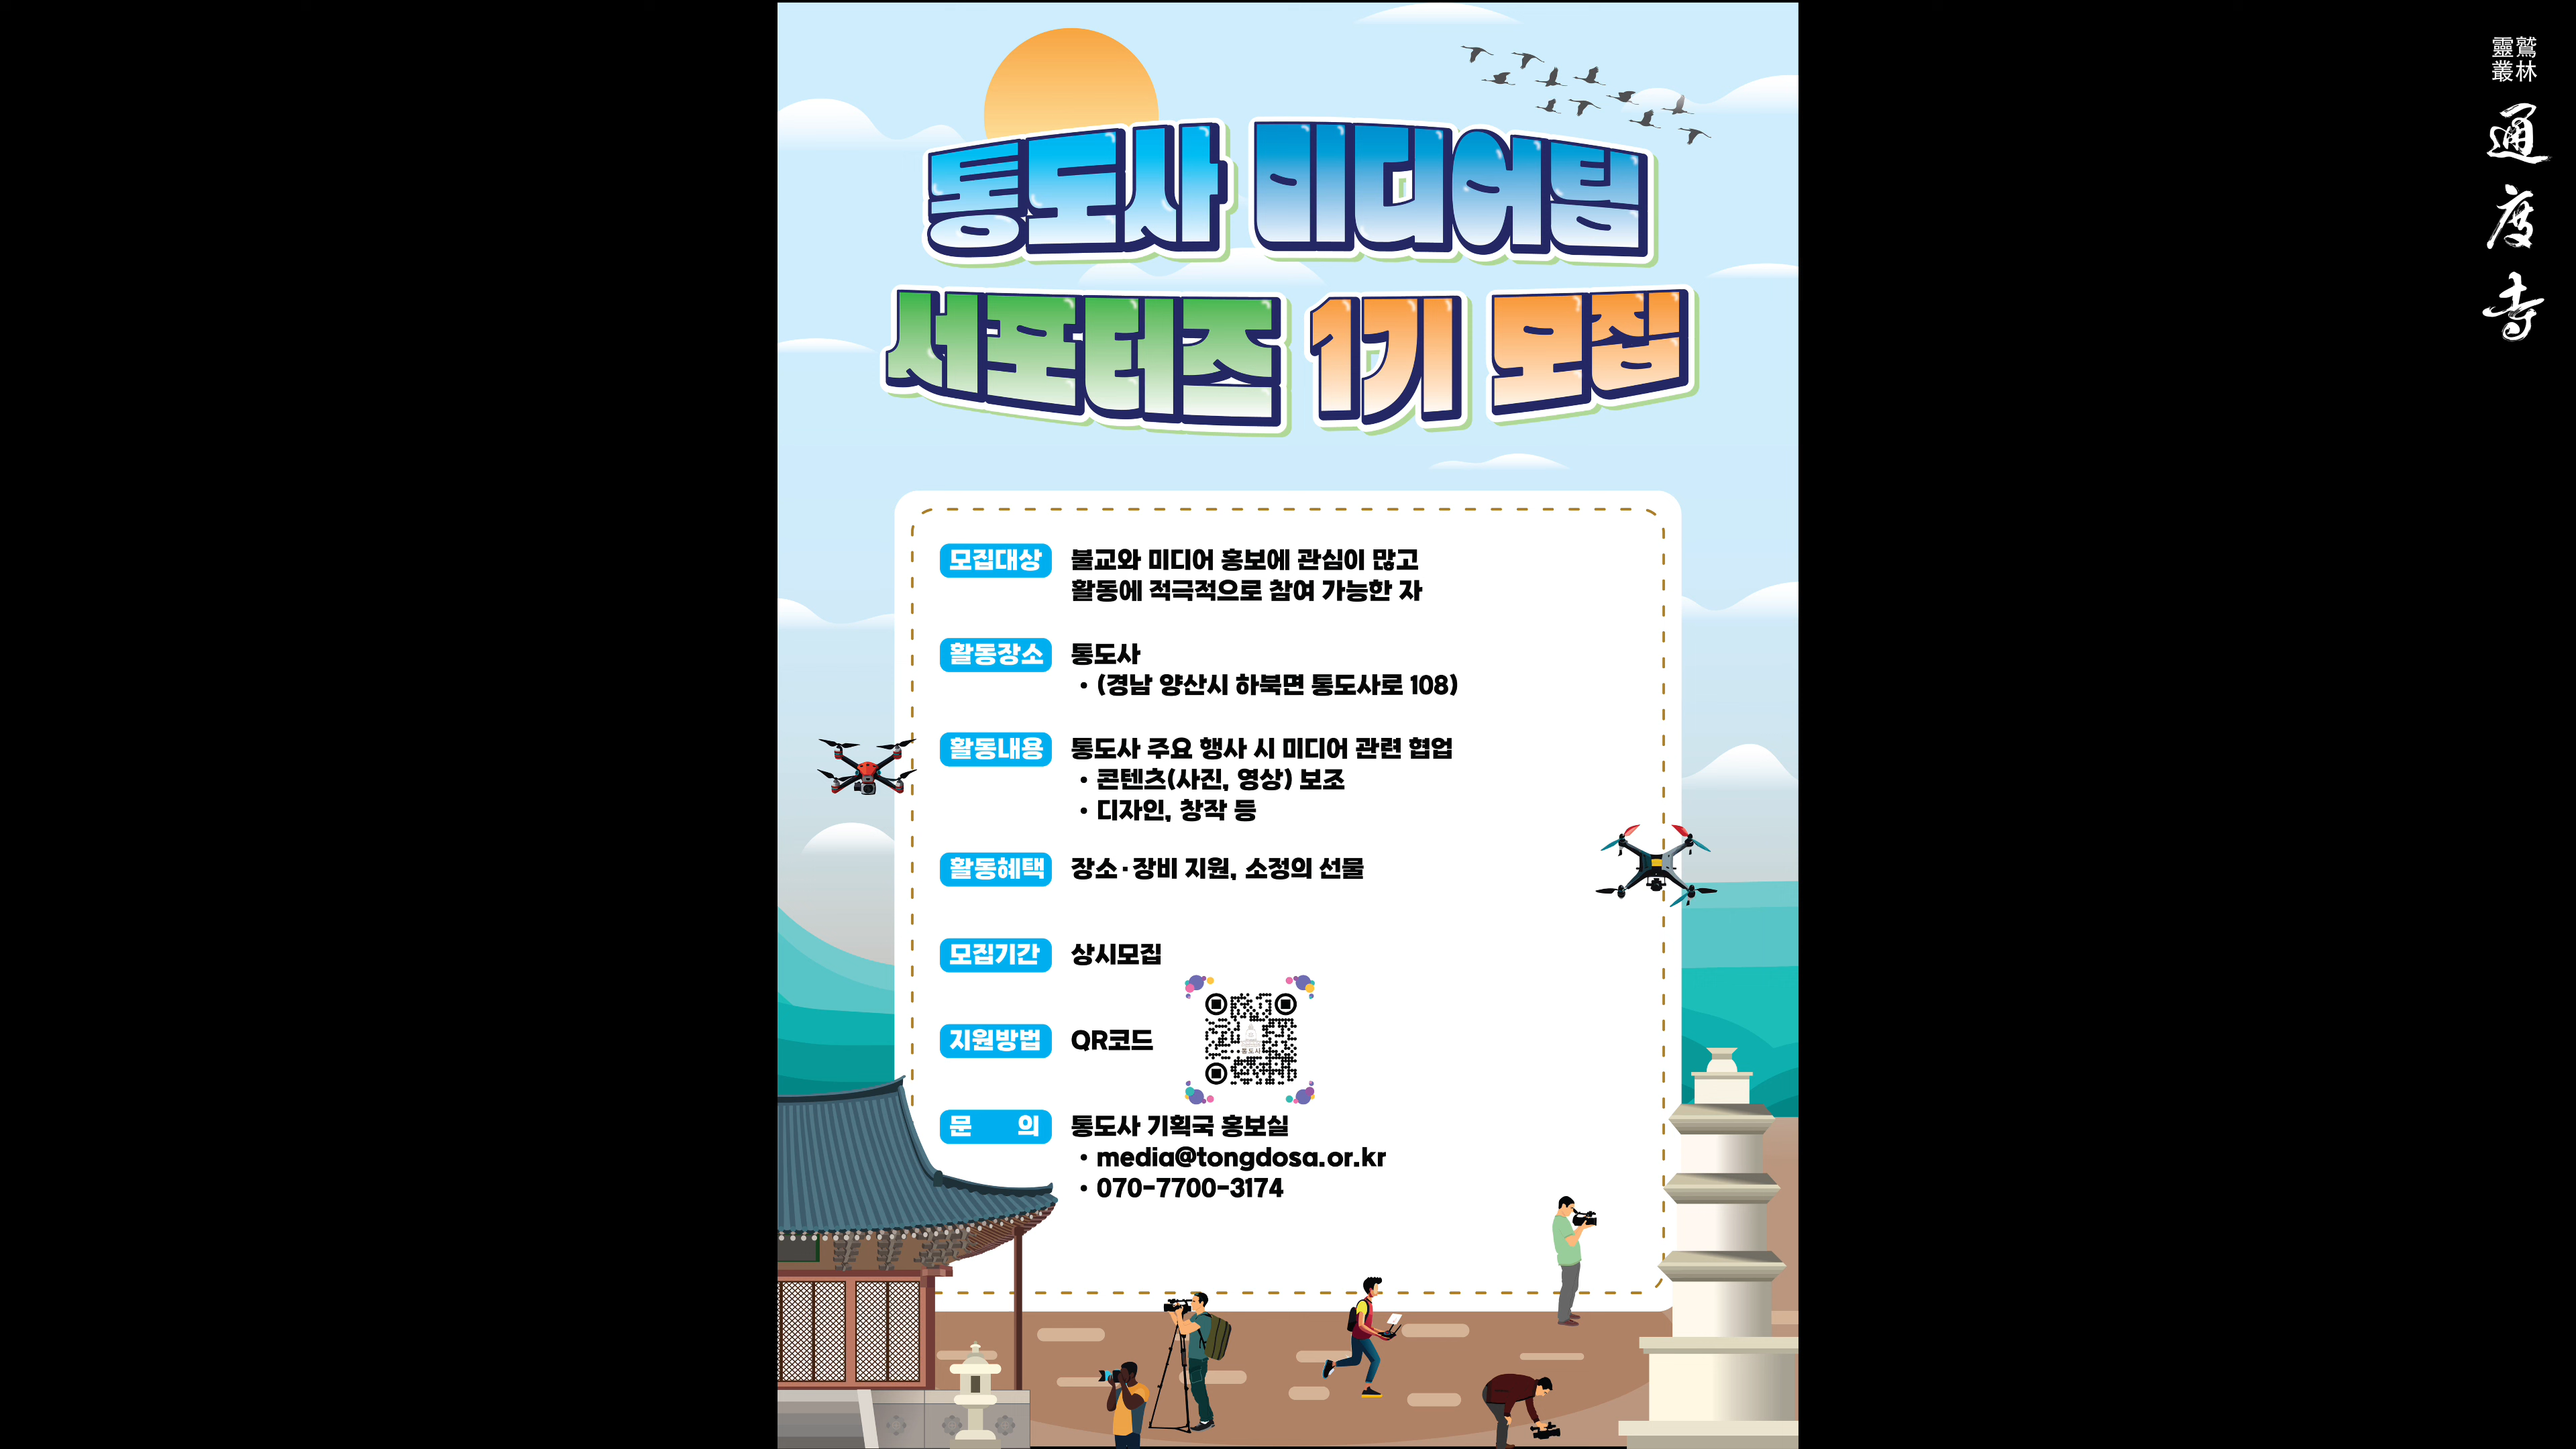 통도사 미디어팀
서포터즈 1기 모집
모집대상 불교와 미디어 홍보에 관심이 많고
활동에 적극적으로 참여 가능한 자
활동장소 통도사
• (경남 양산시 하북면 통도사로 108)
활동내용 통도사 주요 행사 시 미디어 관련 협업
• 콘텐츠(사진, 영상) 보조
• 디자인, 창작 등
활동혜택 장소·장비 지원, 소정의 선물
모집기간 상시모집
지원방법 QR코드
통도사
문 의 통도사 기획국 홍보실
• media@tongdosa.or.kr
• 070-7700-3174
靈鷲
叢林
通
度
寺